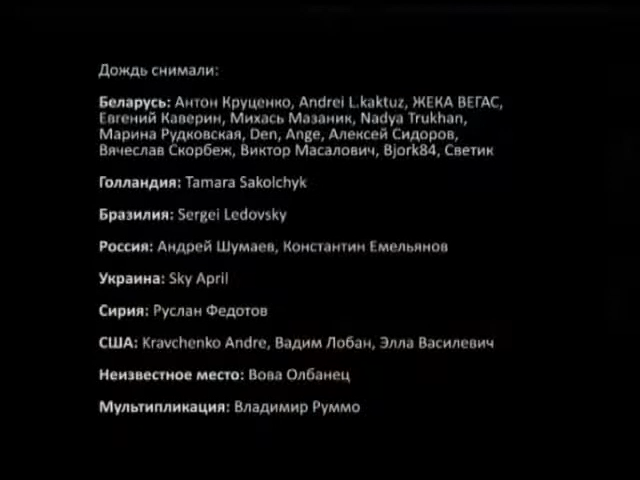 Дождь снимали:
Беларусь: Антон Круценко, Andrei L.kaktuz, ЖЕКА ВЕГАС,
Евгений Каверин, Михась Мазаник, Nadya Trukhan,
Марина Рудковская, Den, Ange, Алексей Сидоров,
Вячеслав Скорбеж, Виктор Масалович, Bjork84, Светик
Голландия: Tamara Sakolchyk
Бразилия: Sergei Ledovsky
Россия: Андрей Шумаев, Константин Емельянов
Украина: Sky April
Сирия: Руслан Федотов
США: Kravchenko Andre, Вадим Лобан, Элла Василевич
Неизвестное место: Вова Олбанец
Мультипликация: Владимир Руммо